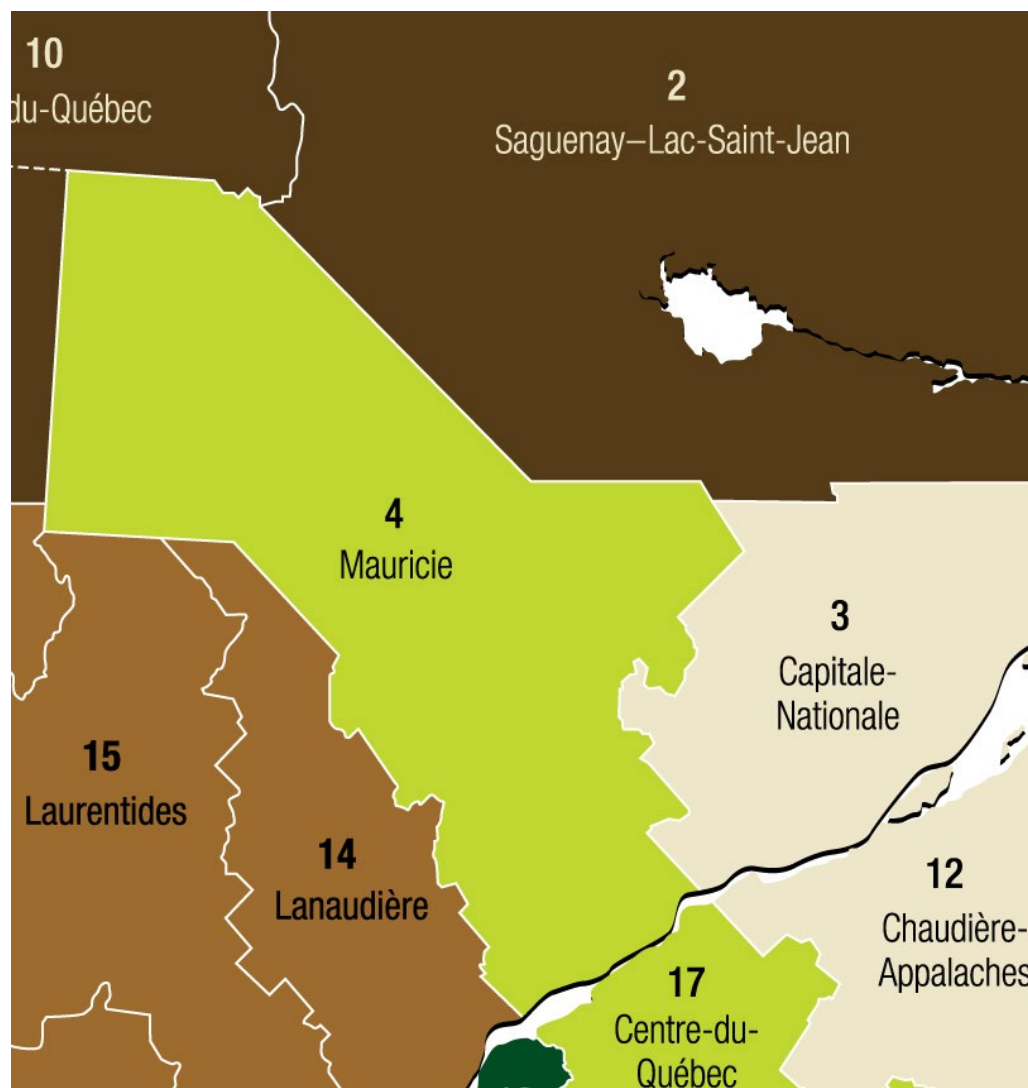 10
du-Québec
2
Saguenay–Lac-Saint-Jean
4
Mauricie
3
Capitale-
Nationale
15
Laurentides
14
Lanaudière
12
Chaudière-
Appalaches
17
Centre-du-
Québec